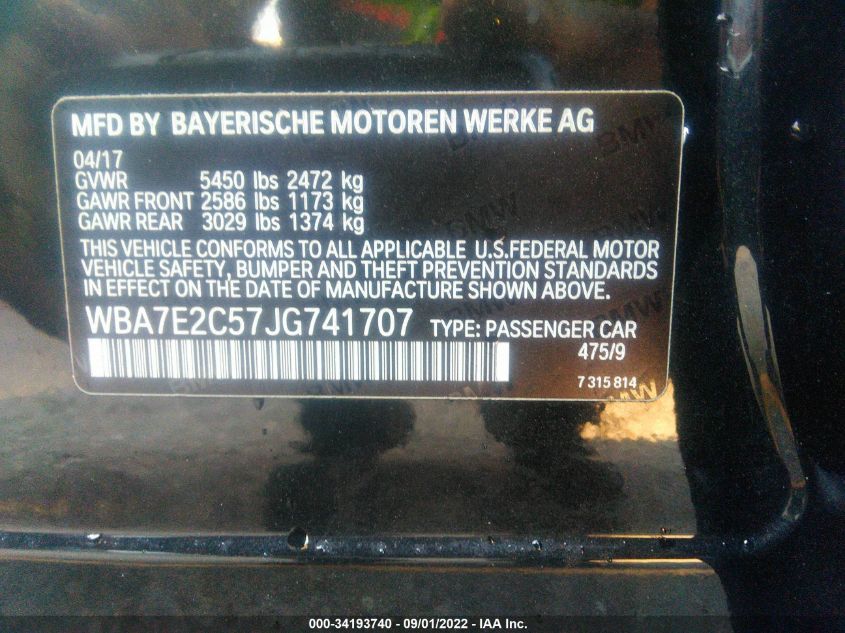 MFD BY BAYERISCHE MOTOREN WERKE AG
04/17
GVWR 5450 lbs 2472 kg
GAWR FRONT 2586 lbs 1173 kg
GAWR REAR 3029 lbs 1374 kg
THIS VEHICLE CONFORMS TO ALL APPLICABLE U.S.FEDERAL MOTOR
VEHICLE SAFETY, BUMPER AND THEFT PREVENTION STANDARDS
IN EFFECT ON THE DATE OF MANUFACTURE SHOWN ABOVE.
WBA7E2C57JG741707 TYPE: PASSENGER CAR
475/9
7 315 814
BMW
BMW
BMW
000-34193740 - 09/01/2022 - IAA Inc.